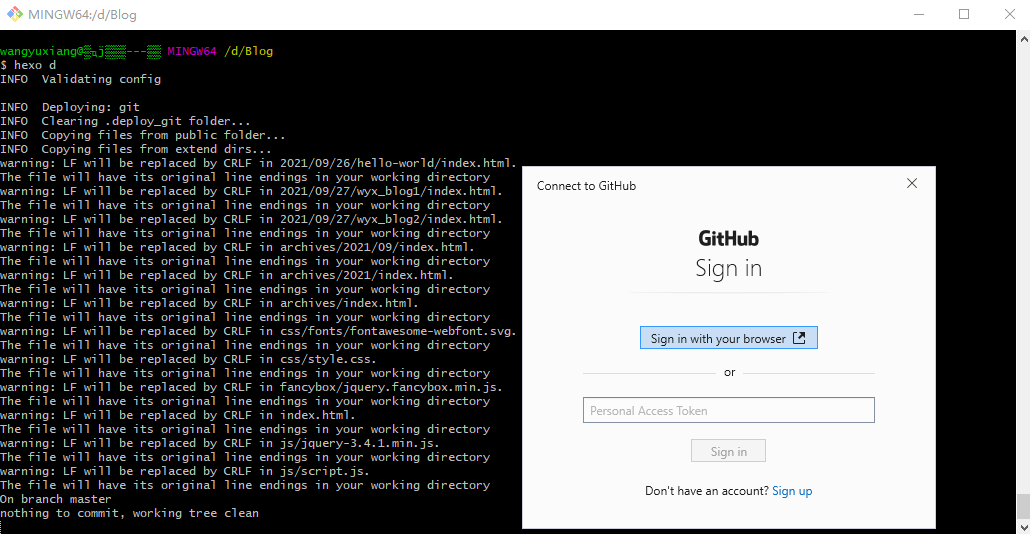 MINGW64:/d/Blog
wangyuxiang@ MINGW64 /d/Blog
$ hexo d
INFO  Validating config
INFO  Deploying: git
INFO  Clearing .deploy_git folder...
INFO  Copying files from public folder...
INFO  Copying files from extend dirs...
warning: LF will be replaced by CRLF in 2021/09/26/hello-world/index.html.
The file will have its original line endings in your working directory
warning: LF will be replaced by CRLF in 2021/09/27/wyx_blog1/index.html.
The file will have its original line endings in your working directory
warning: LF will be replaced by CRLF in 2021/09/27/wyx_blog2/index.html.
The file will have its original line endings in your working directory
warning: LF will be replaced by CRLF in archives/2021/09/index.html.
The file will have its original line endings in your working directory
warning: LF will be replaced by CRLF in archives/2021/index.html.
The file will have its original line endings in your working directory
warning: LF will be replaced by CRLF in archives/index.html.
The file will have its original line endings in your working directory
warning: LF will be replaced by CRLF in css/fonts/fontawesome-webfont.svg.
The file will have its original line endings in your working directory
warning: LF will be replaced by CRLF in css/style.css.
The file will have its original line endings in your working directory
warning: LF will be replaced by CRLF in fancybox/jquery.fancybox.min.js.
The file will have its original line endings in your working directory
warning: LF will be replaced by CRLF in index.html.
The file will have its original line endings in your working directory
warning: LF will be replaced by CRLF in js/jquery-3.4.1.min.js.
The file will have its original line endings in your working directory
warning: LF will be replaced by CRLF in js/script.js.
The file will have its original line endings in your working directory
On branch master
nothing to commit, working tree clean
Connect to GitHub
GitHub
Sign in
Sign in with your browser
or
Personal Access Token
Sign in
Don't have an account? Sign up